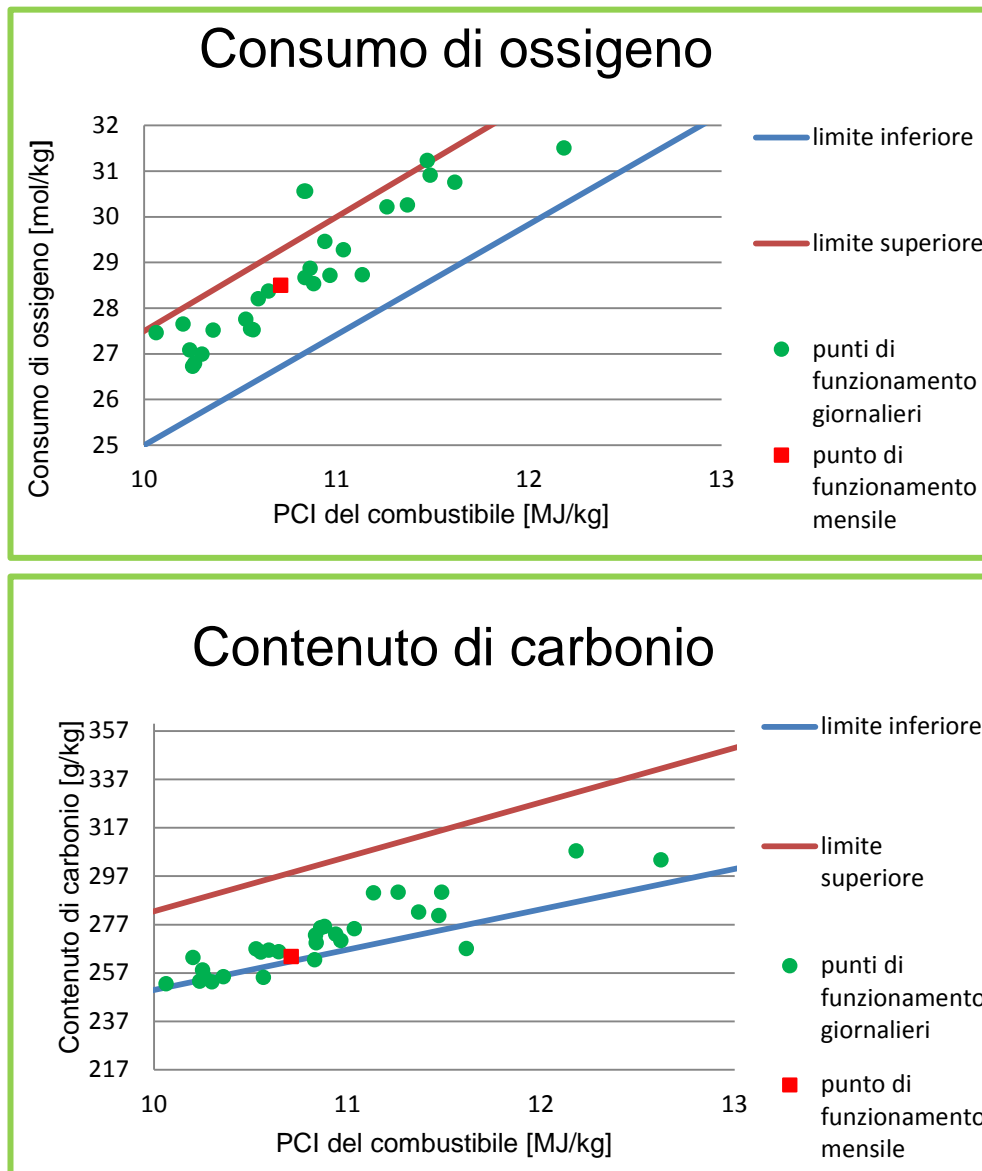 Consumo di ossigeno
Consumo di ossigeno [mol/kg]
32
31
30
29
28
27
26
25
10
11
12
13
PCI del combustibile [MJ/kg]
limite inferiore
limite superiore
punti di
funzionamento
giornalieri
punto di
funzionamento
mensile
Contenuto di carbonio
Contenuto di carbonio [g/kg]
357
337
317
297
277
257
237
217
10
11
12
13
PCI del combustibile [MJ/kg]
limite inferiore
limite
superiore
punti di
funzionamento
giornalieri
punto di
funzionamento
mensile